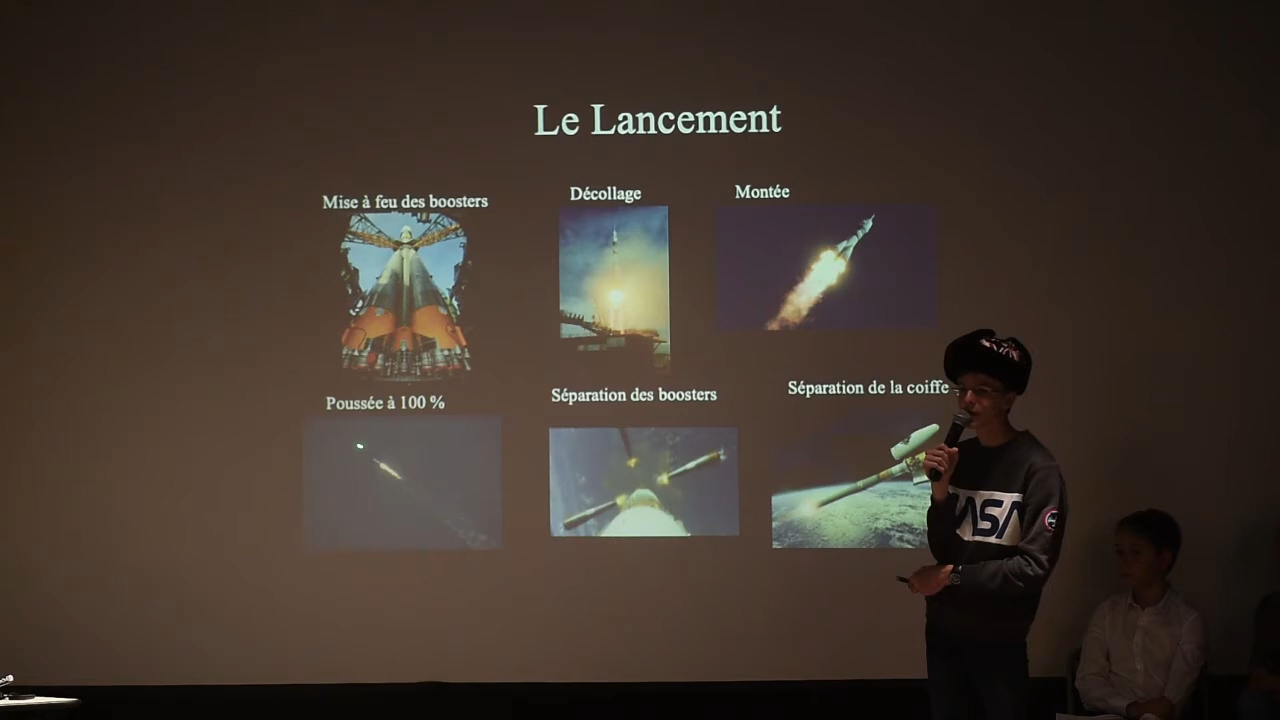 Le Lancement
Mise à feu des boosters
Décollage
Montée
Poussée à 100 %
Séparation des boosters
Séparation de la coiffe
NASA